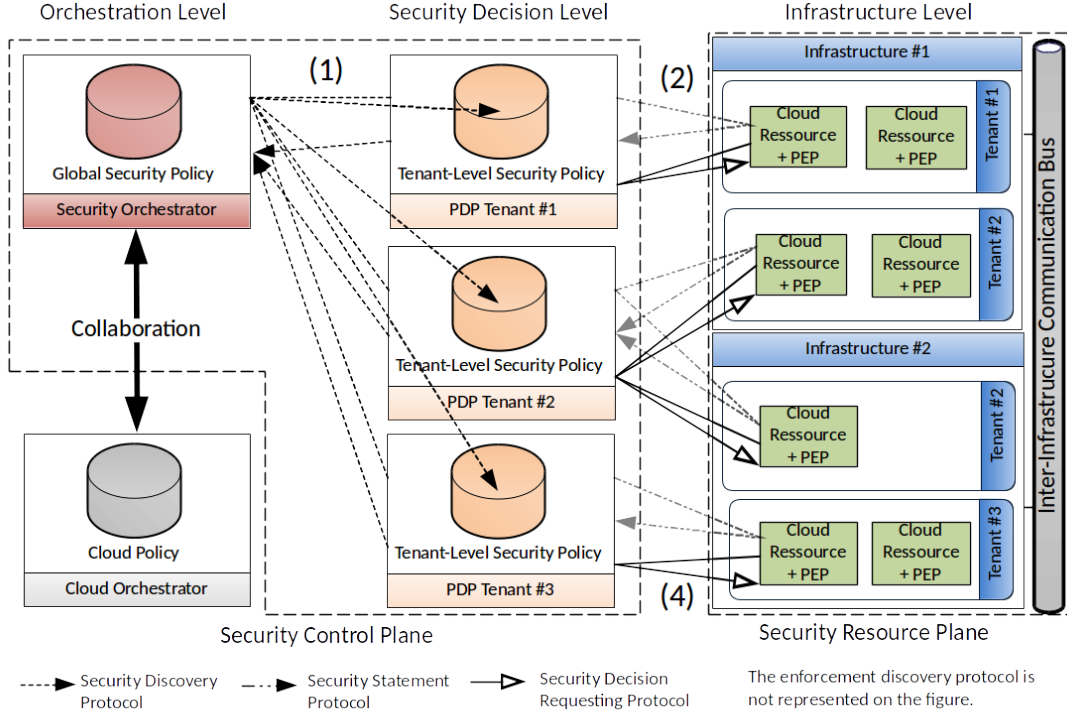 Orchestration Level
Security Decision Level
Infrastructure Level
(1)
(2)
Global Security Policy
Security Orchestrator
Collaboration
Cloud Policy
Cloud Orchestrator
Tenant-Level Security Policy
PDP Tenant #1
Tenant-Level Security Policy
PDP Tenant #2
Tenant-Level Security Policy
PDP Tenant #3
(4)
Infrastructure #1
Cloud
Ressource
+ PEP
Cloud
Ressource
+ PEP
Tenant #1
Cloud
Ressource
+ PEP
Cloud
Ressource
+ PEP
Tenant #2
Infrastructure #2
Cloud
Ressource
+ PEP
Tenant #2
Cloud
Ressource
+ PEP
Cloud
Ressource
+ PEP
Tenant #3
Inter-Infrastrucure Communication Bus
Security Control Plane
Security Resource Plane
Security Discovery
Protocol
Security Statement
Protocol
Security Decision
Requesting Protocol
The enforcement discovery protocol is
not represented on the figure.